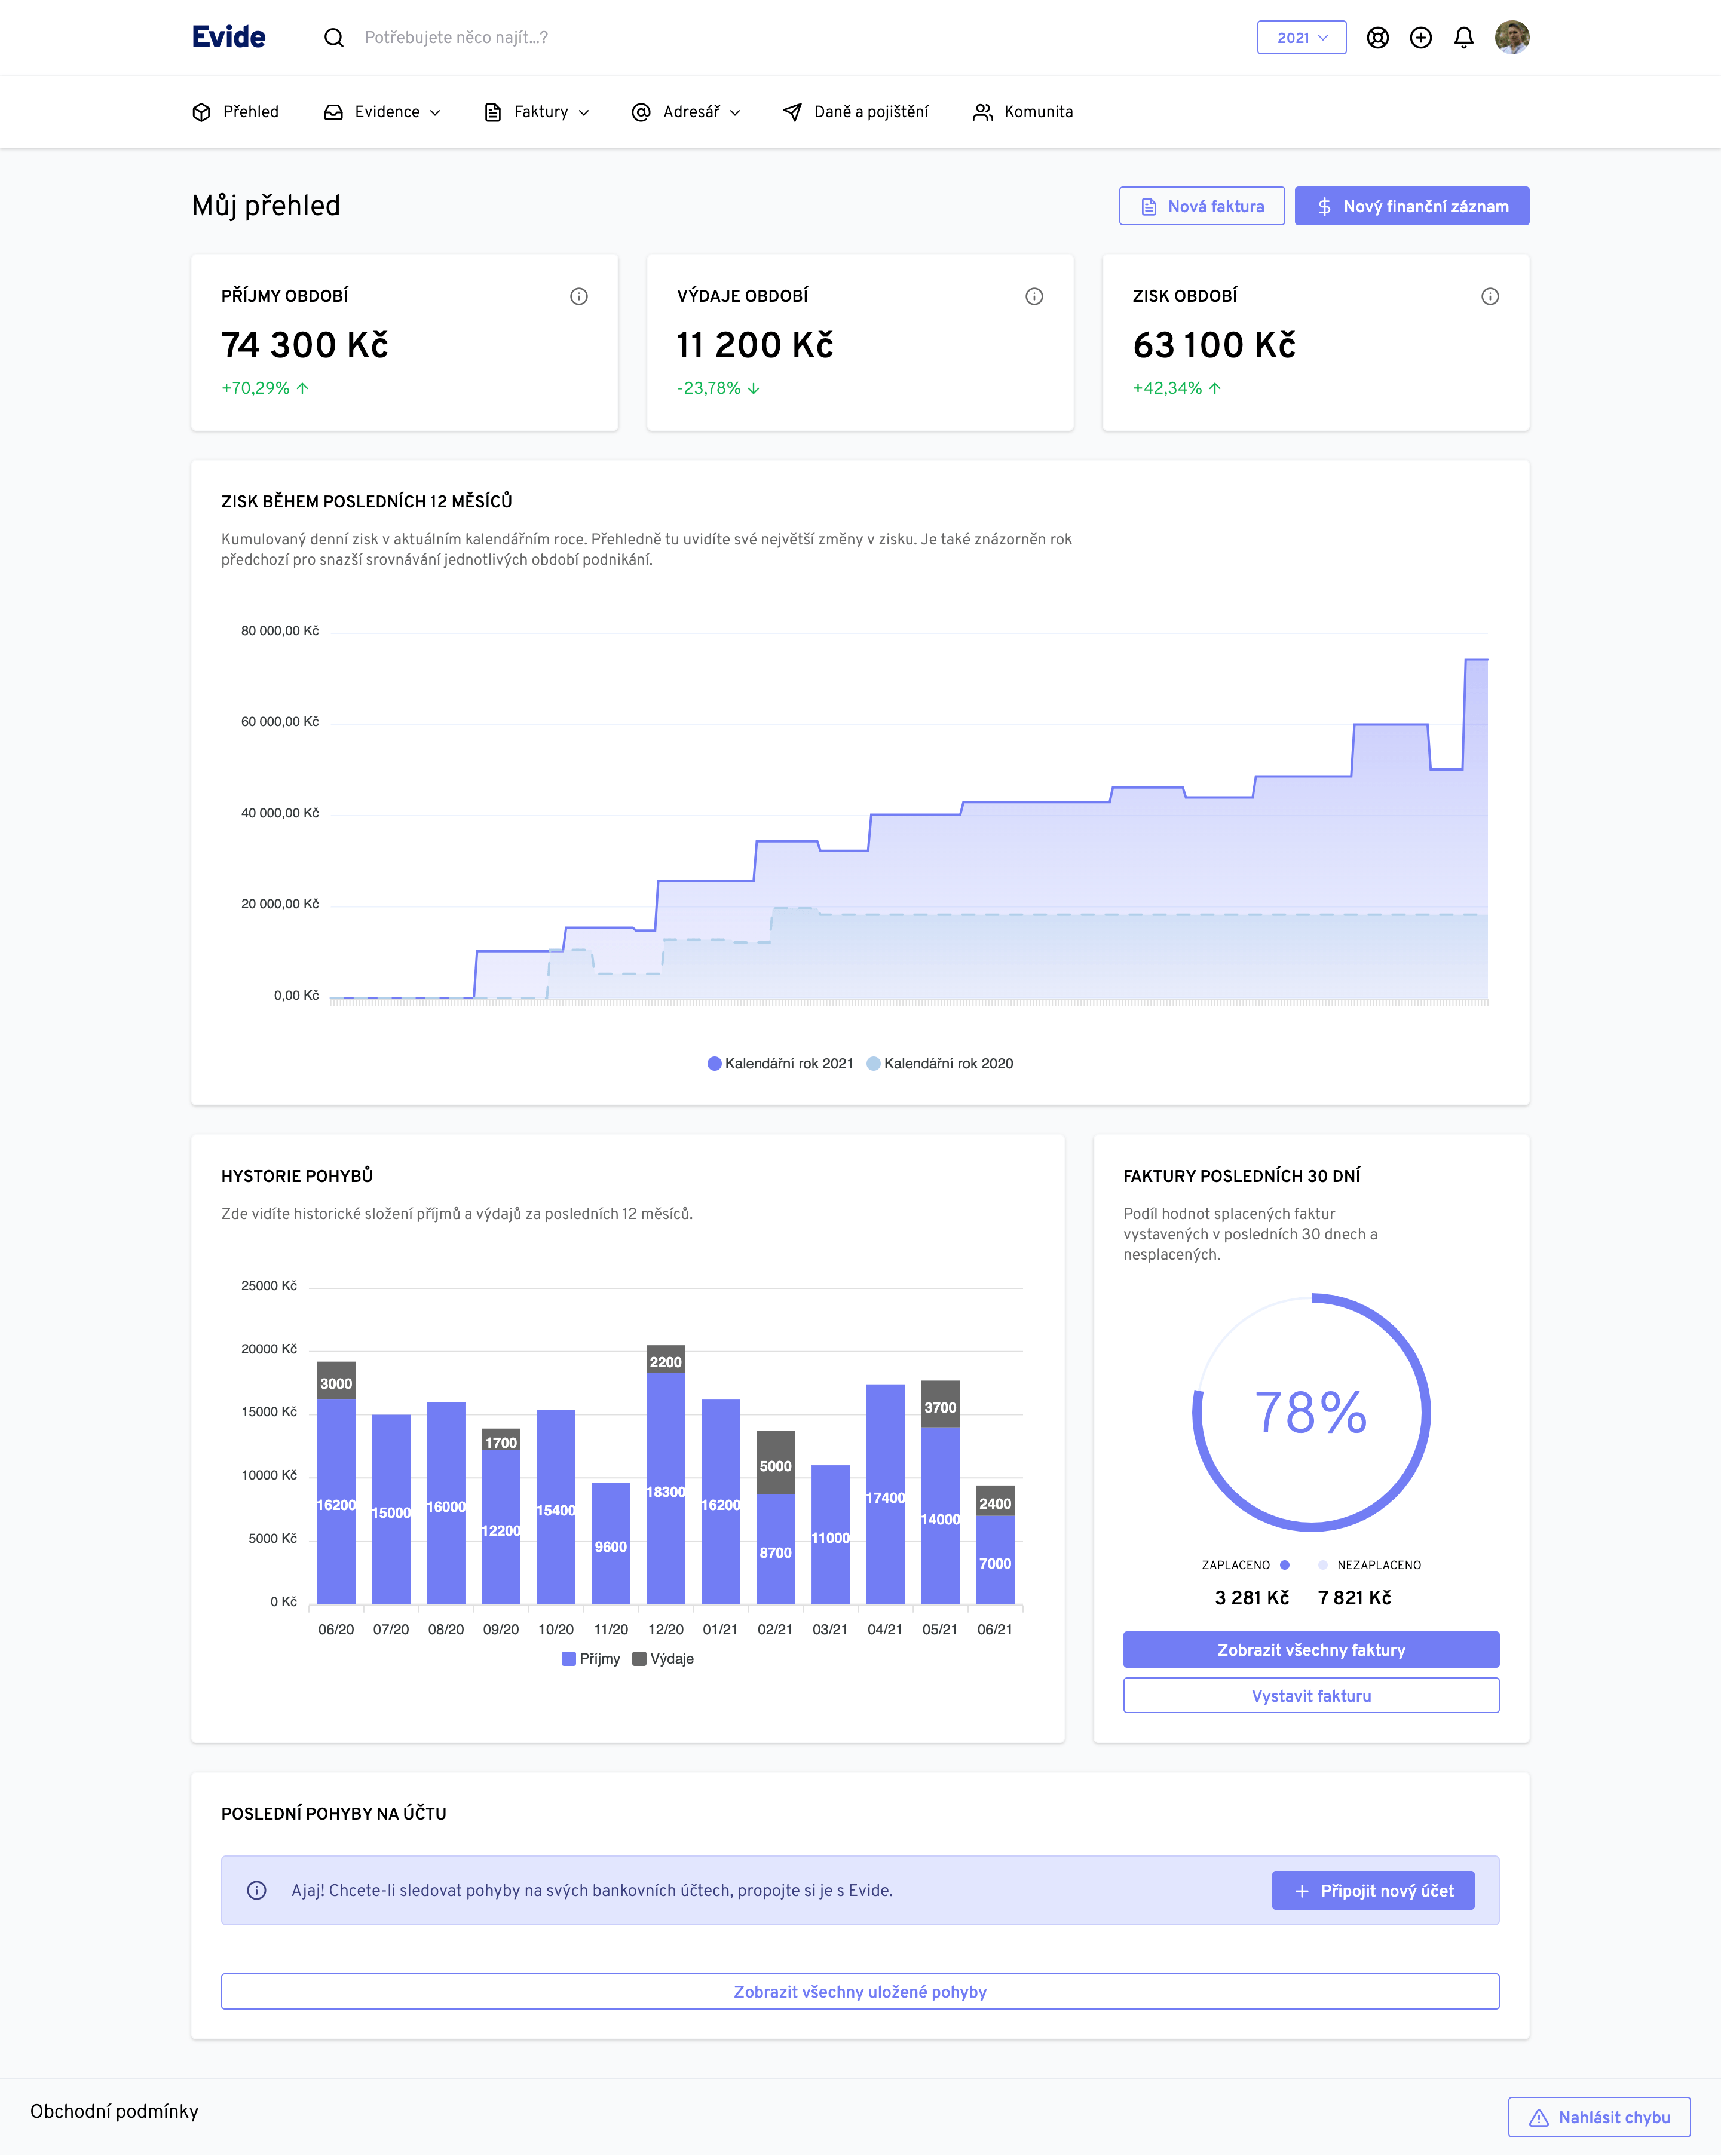 Evide
Potřebujete něco najít...?
2021
Přehled
Evidence
Faktury
Adresář
Daně a pojištění
Komunita
Můj přehled
Nová faktura
Nový finanční záznam
PŘÍJMY OBDOBÍ
74 300 Kč
+70,29%
VÝDAJE OBDOBÍ
11 200 Kč
-23,78%
ZISK OBDOBÍ
63 100 Kč
+42,34%
ZISK BĚHEM POSLEDNÍCH 12 MĚSÍCŮ
Kumulovaný denní zisk v aktuálním kalendářním roce. Přehledně tu uvidíte své největší změny v zisku. Je také znázorněn rok
předchozí pro snazší srovnávání jednotlivých období podnikání.
80 000,00 Kč
60 000,00 Kč
40 000,00 Kč
20 000,00 Kč
0,00 Kč
Kalendářní rok 2021 Kalendářní rok 2020
HYSTORIE POHYBŮ
Zde vidíte historické složení příjmů a výdajů za posledních 12 měsíců.
25000 Kč
20000 Kč
15000 Kč
10000 Kč
5000 Kč
0 Kč
3000 1700 2200 5000 3700 2400
16200 15000 16000 12200 15400 9600 18300 16200 8700 11000 17400 14000 7000
06/20 07/20 08/20 09/20 10/20 11/20 12/20 01/21 02/21 03/21 04/21 05/21 06/21
Příjmy Výdaje
FAKTURY POSLEDNÍCH 30 DNÍ
Podíl hodnot splacených faktur
vystavených v posledních 30 dnech a
nesplacených.
78%
ZAPLACENO NEZAPLACENO
3 281 Kč 7 821 Kč
Zobrazit všechny faktury
Vystavit fakturu
POSLEDNÍ POHYBY NA ÚČTU
Ajaj! Chcete-li sledovat pohyby na svých bankovních účtech, propojte si je s Evide.
Připojit nový účet
Zobrazit všechny uložené pohyby
Obchodní podmínky
Nahlásit chybu